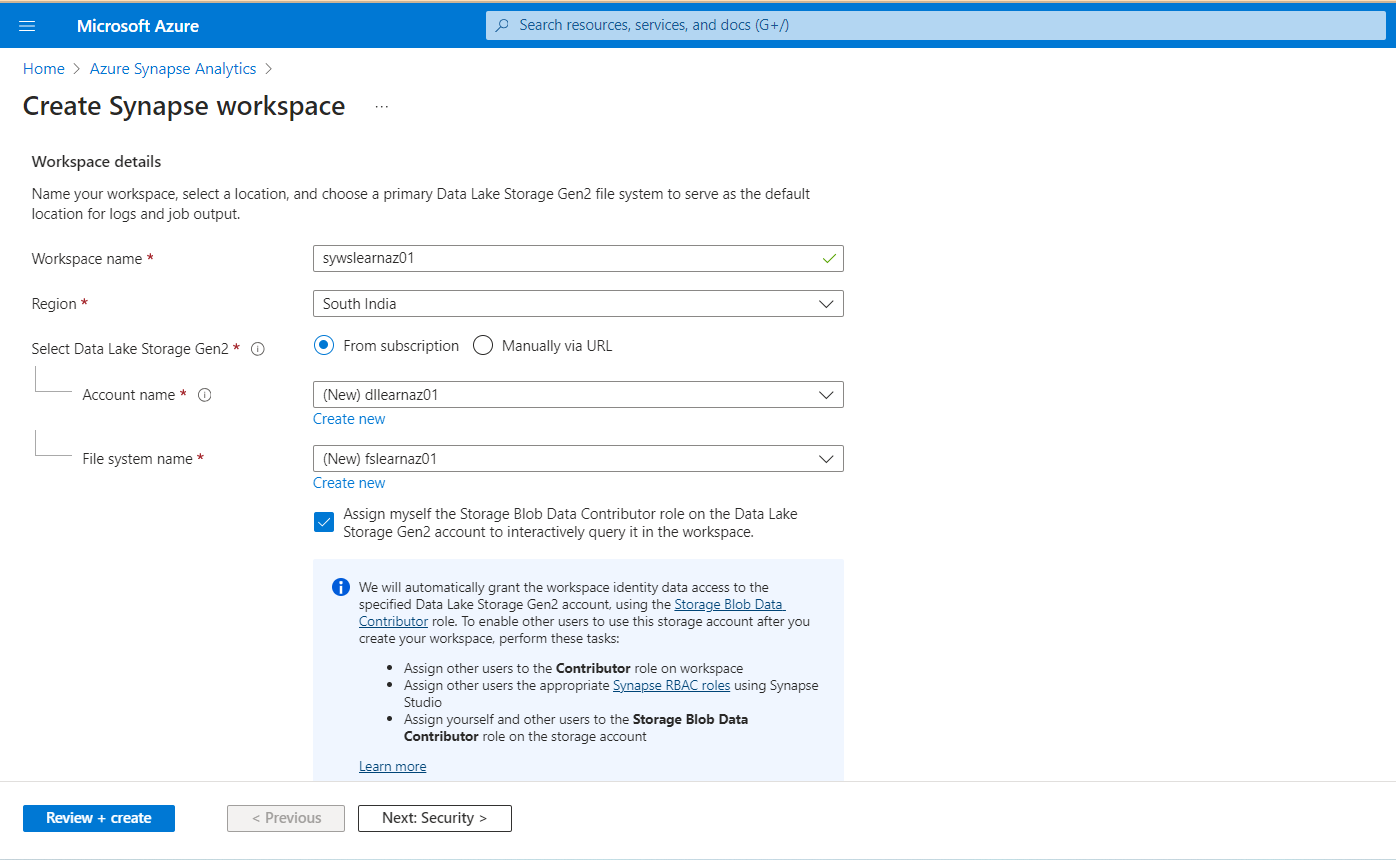 Microsoft Azure
Search resources, services, and docs (G+/)
Home > Azure Synapse Analytics >
Create Synapse workspace ...
Workspace details
Name your workspace, select a location, and choose a primary Data Lake Storage Gen2 file system to serve as the default
location for logs and job output.
Workspace name *
sywslearnaz01
Region *
South India
Select Data Lake Storage Gen2 *
From subscription
Manually via URL
Account name *
(New) dllearnaz01
Create new
File system name *
(New) fslearnaz01
Create new
Assign myself the Storage Blob Data Contributor role on the Data Lake
Storage Gen2 account to interactively query it in the workspace.
We will automatically grant the workspace identity data access to the
specified Data Lake Storage Gen2 account, using the Storage Blob Data
Contributor role. To enable other users to use this storage account after you
create your workspace, perform these tasks:
• Assign other users to the Contributor role on workspace
• Assign other users the appropriate Synapse RBAC roles using Synapse
Studio
• Assign yourself and other users to the Storage Blob Data
Contributor role on the storage account
Learn more
Review + create
< Previous
Next: Security >